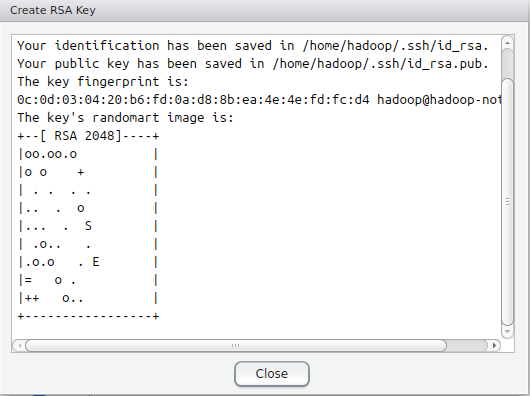 Create RSA Key
Your identification has been saved in /home/hadoop/.ssh/id_rsa.
Your public key has been saved in /home/hadoop/.ssh/id_rsa.pub.
The key fingerprint is:
0c:0d:03:04:20:b6:fd:0a:d8:8b:ea:4e:4e:fd:fc:d4 hadoop@hadoop-not
The key's randomart image is:
+--[ RSA 2048]----+
|oo.oo.o          |
|o o    +         |
| . .  . .        |
|..  .  o         |
|...  .  S        |
| .o..   .        |
|.o.o   . E       |
|=   o .          |
|++   o..         |
+-----------------+
Close